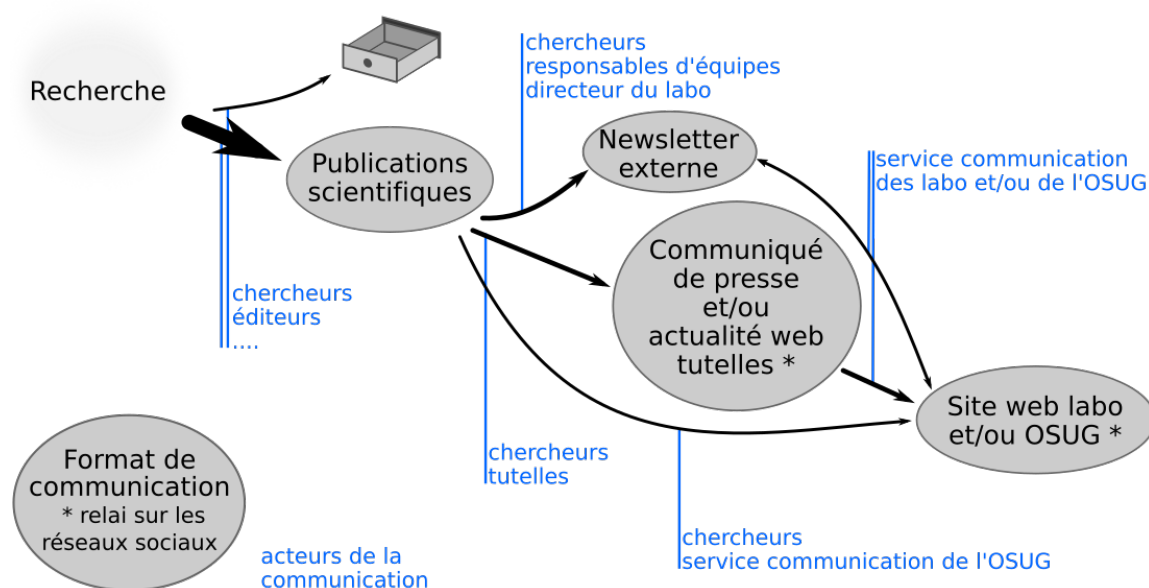 Recherche
chercheurs
responsables d'équipes
directeur du labo
Publications
scientifiques
Newsletter
externe
service communication
des labo et/ou de l'OSUG
Communiqué
de presse
et/ou
actualité web
tutelles *
chercheurs
éditeurs
....
Site web labo
et/ou OSUG *
chercheurs
tutelles
Format de
communication
* relai sur les
réseaux sociaux
acteurs de la
communication
chercheurs
service communication de l'OSUG